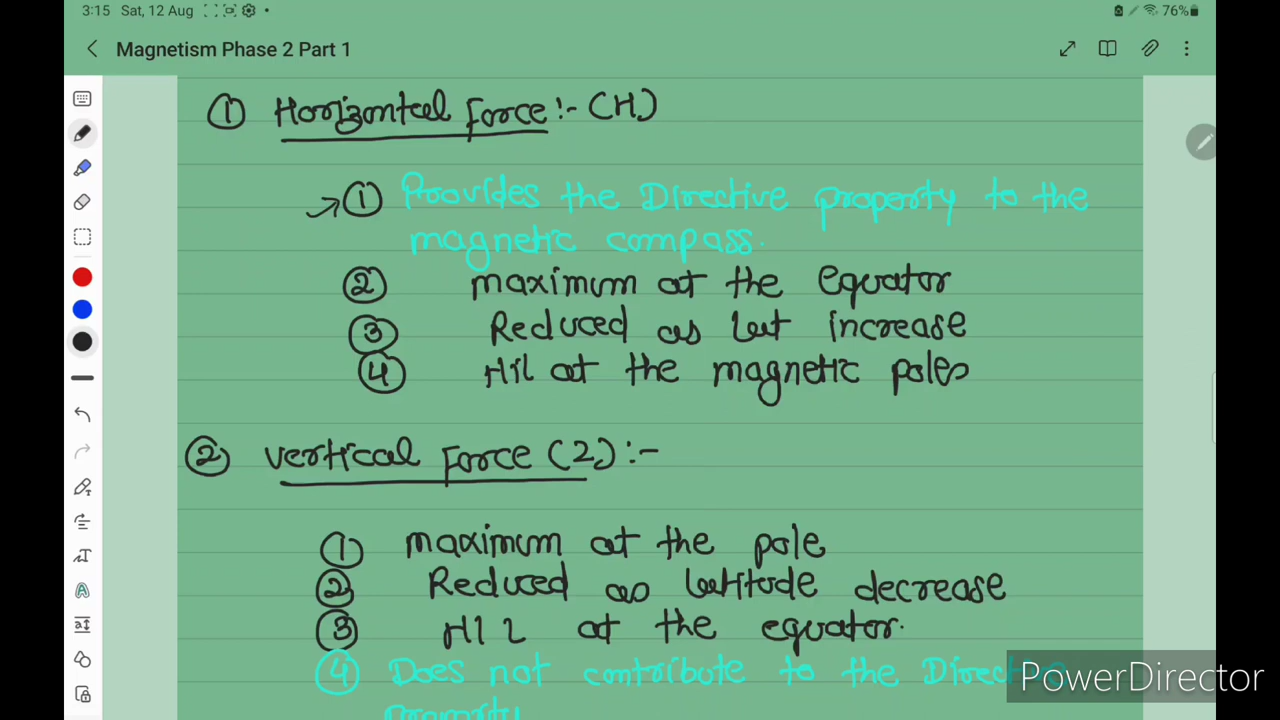 3:15 Sat, 12 Aug 76%
Magnetism Phase 2 Part 1
① Horizontal Force:- (H)
① Provides the Directive property to the
magnetic compass.
② maximum at the equator
③ Reduced as lat increase
④ Nil at the magnetic poles
② vertical Force (Z) :-
① maximum at the pole
② Reduced as latitude decrease
③ Nil at the equator.
④ Does not contribute to the Directive
property
PowerDirector